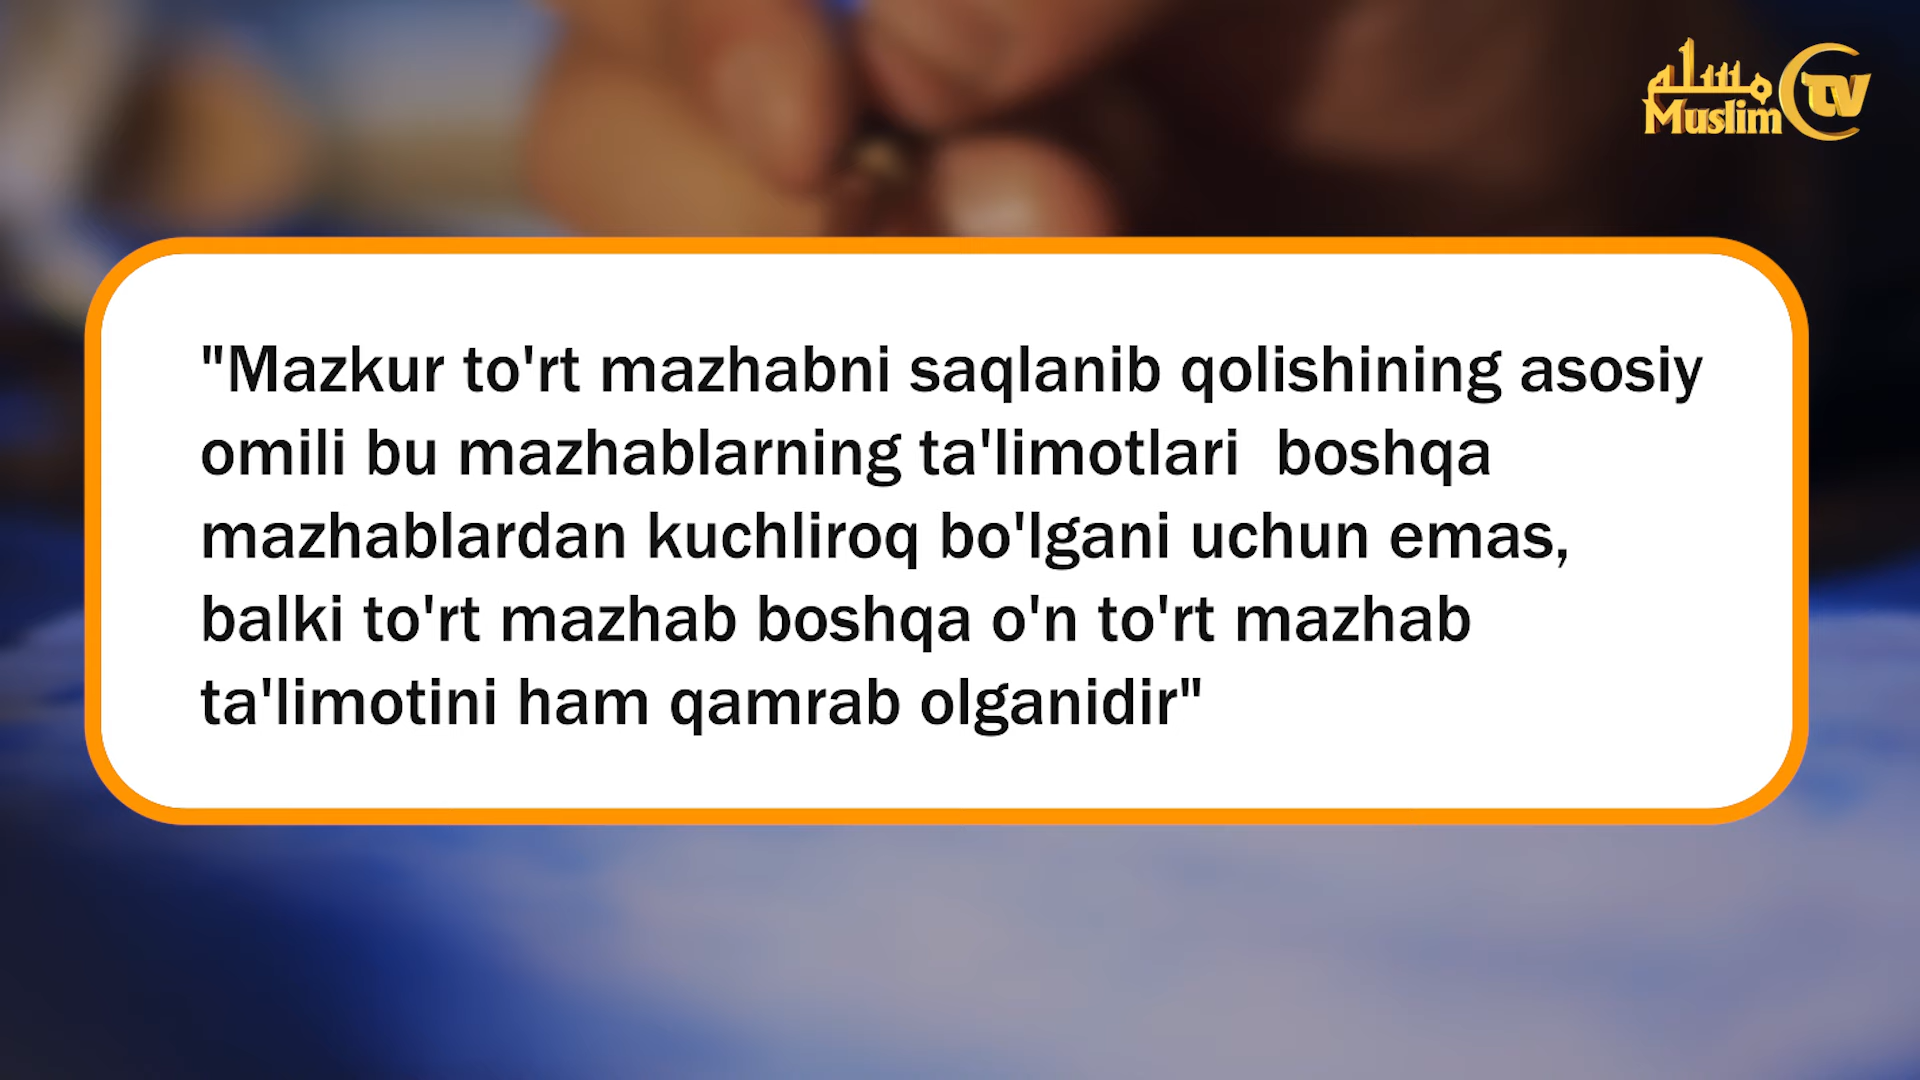 مسلم
Muslim TV
"Mazkur to'rt mazhabni saqlanib qolishining asosiy
omili bu mazhablarning ta'limotlari  boshqa
mazhablardan kuchliroq bo'lgani uchun emas,
balki to'rt mazhab boshqa o'n to'rt mazhab
ta'limotini ham qamrab olganidir"